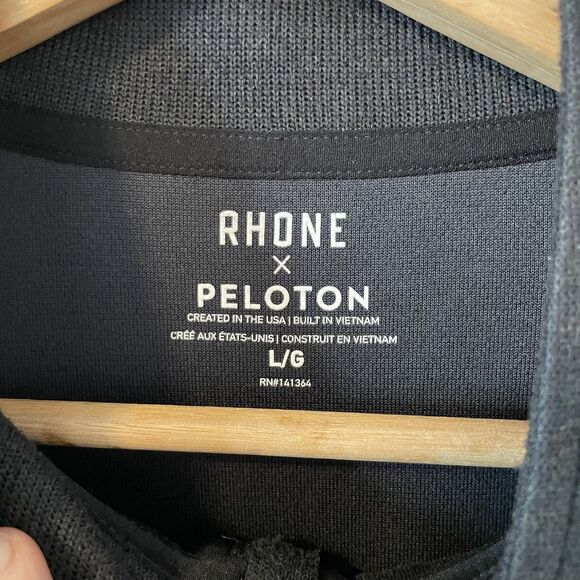 RHONE
X
PELOTON
CREATED IN THE USA | BUILT IN VIETNAM
CRÉÉ AUX ÉTATS-UNIS | CONSTRUIT EN VIETNAM
L/G
RN#141364